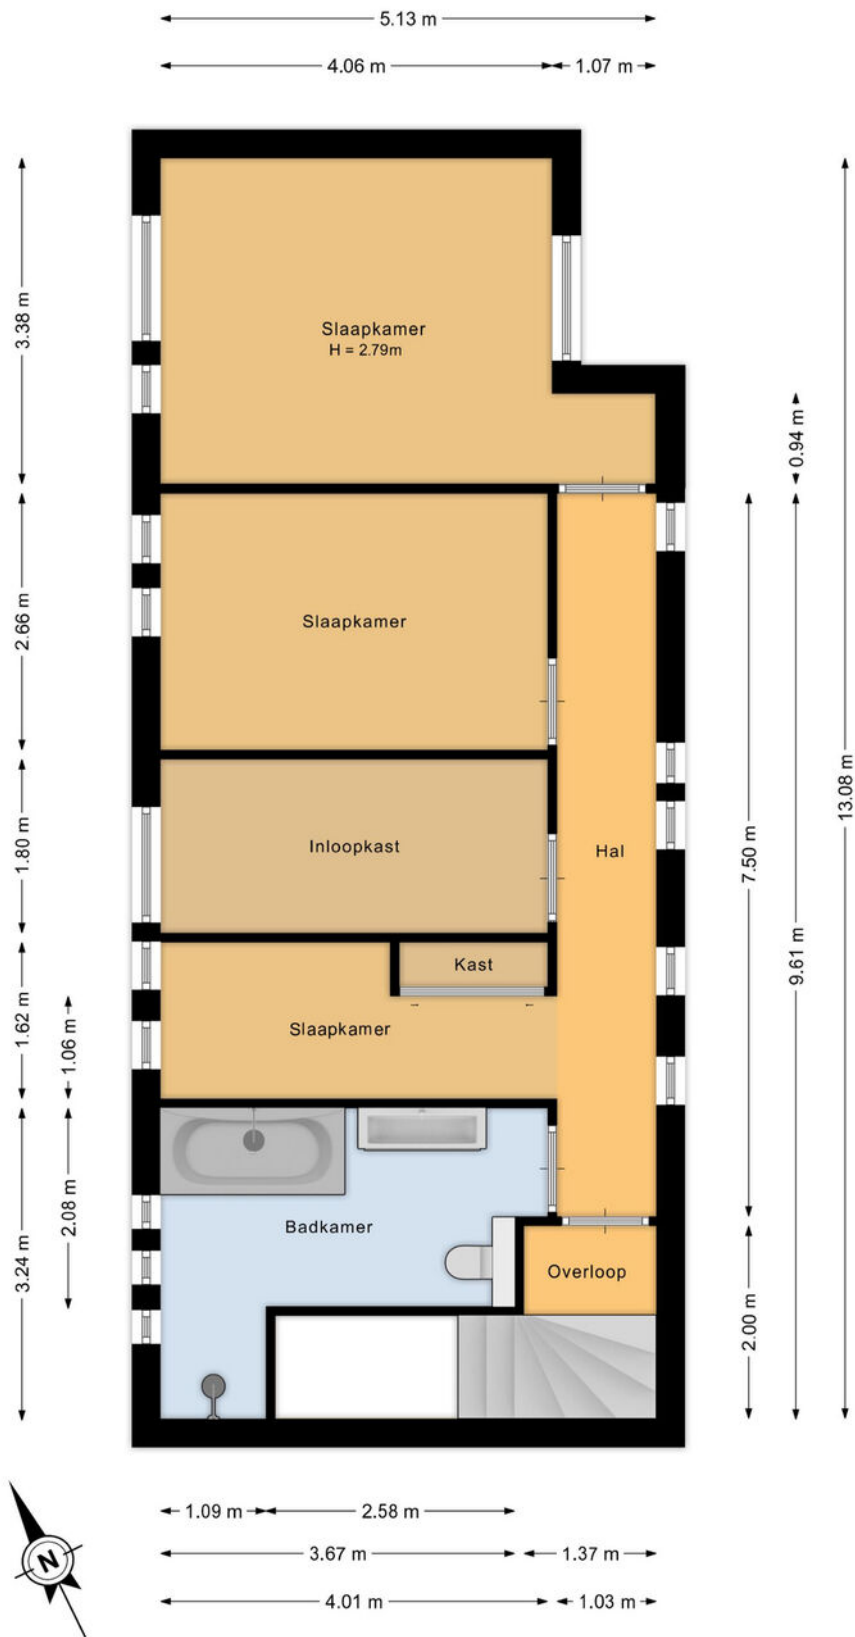 5.13 m
4.06 m
1.07 m
3.38 m
Slaapkamer
H = 2.79m
0.94 m
2.66 m
Slaapkamer
13.08 m
1.80 m
Inloopkast
Hal
7.50 m
9.61 m
Kast
1.62 m
1.06 m
Slaapkamer
2.08 m
3.24 m
Badkamer
Overloop
2.00 m
1.09 m
2.58 m
3.67 m
1.37 m
4.01 m
1.03 m
N